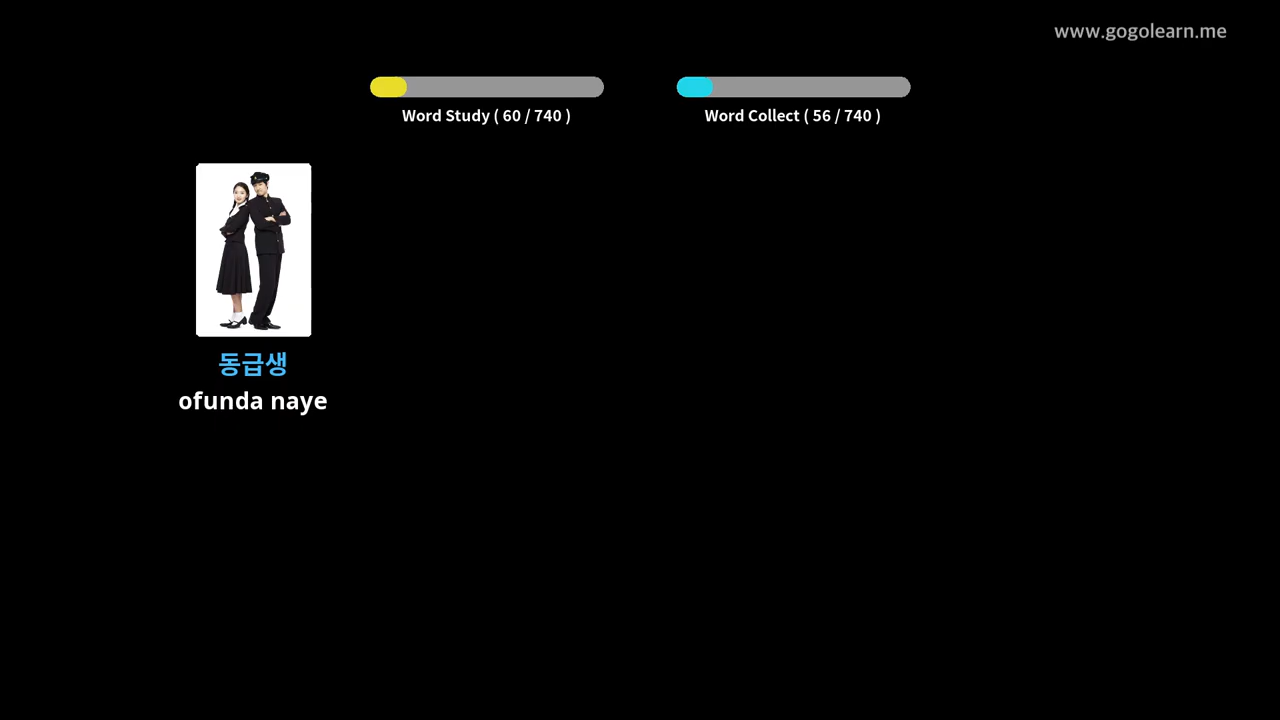 www.gogolearn.me
Word Study ( 60 / 740 )
Word Collect ( 56 / 740 )
동급생
ofunda naye